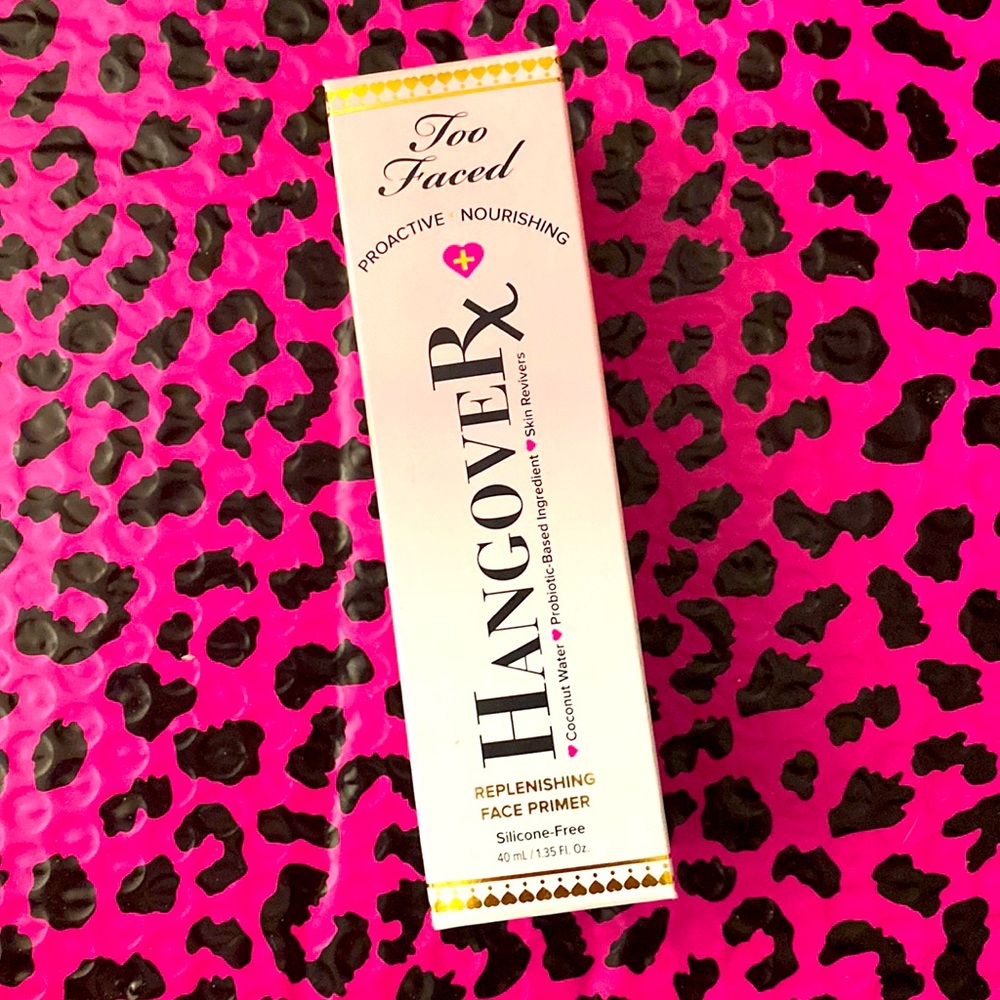 Too
Faced
PROACTIVE NOURISHING
HANGOVERx
Coconut Water Probiotic-Based Ingredient Skin Revivers
REPLENISHING
FACE PRIMER
Silicone-Free
40 mL / 1.35 Fl. Oz.